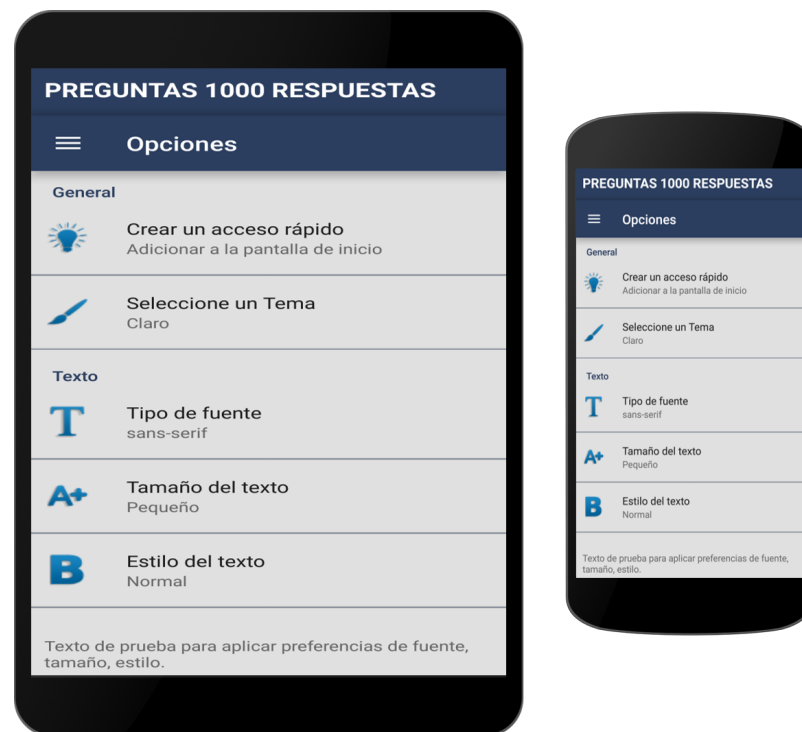 PREGUNTAS 1000 RESPUESTAS
Opciones
General
Crear un acceso rápido
Adicionar a la pantalla de inicio
Seleccione un Tema
Claro
Texto
Tipo de fuente
sans-serif
Tamaño del texto
Pequeño
Estilo del texto
Normal
Texto de prueba para aplicar preferencias de fuente,
tamaño, estilo.
PREGUNTAS 1000 RESPUESTAS
Opciones
General
Crear un acceso rápido
Adicionar a la pantalla de inicio
Seleccione un Tema
Claro
Texto
Tipo de fuente
sans-serif
Tamaño del texto
Pequeño
Estilo del texto
Normal
Texto de prueba para aplicar preferencias de fuente,
tamaño, estilo.